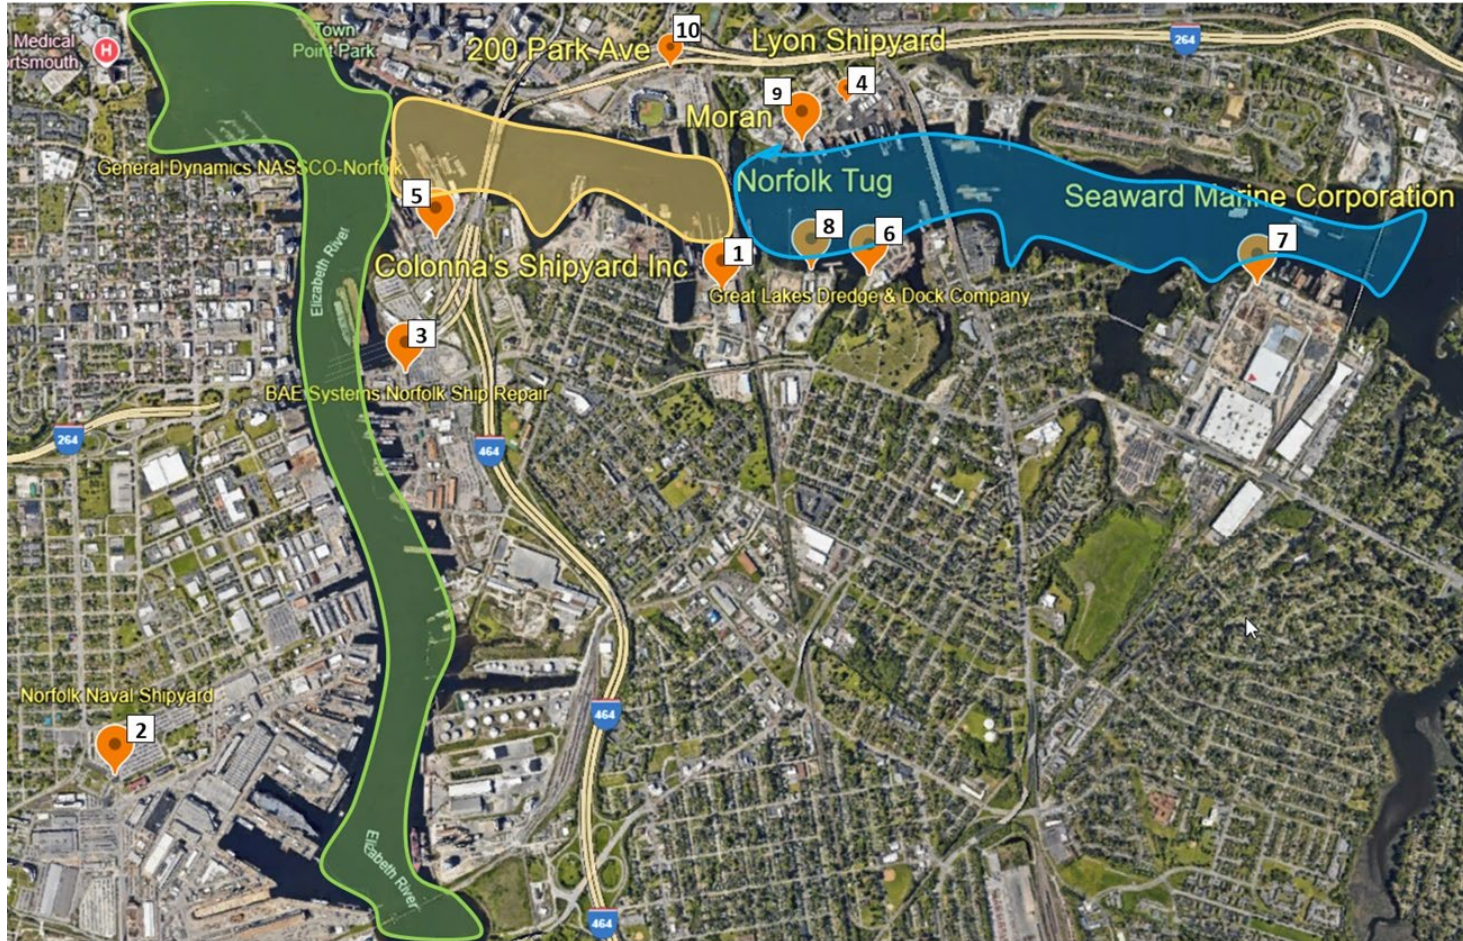 Medical
ortsmouth
H
Town
Point Park
10
200 Park Ave
Lyon Shipyard
264
9
4
Moran
General Dynamics NASSCO-Norfolk
5
Norfolk Tug
Seaward Marine Corporation
8
6
7
1
Elizabeth River
Colonna's Shipyard Inc
Great Lakes Dredge & Dock Company
3
BAE Systems Norfolk Ship Repair
264
464
Norfolk Naval Shipyard
2
464
Elizabeth River
464